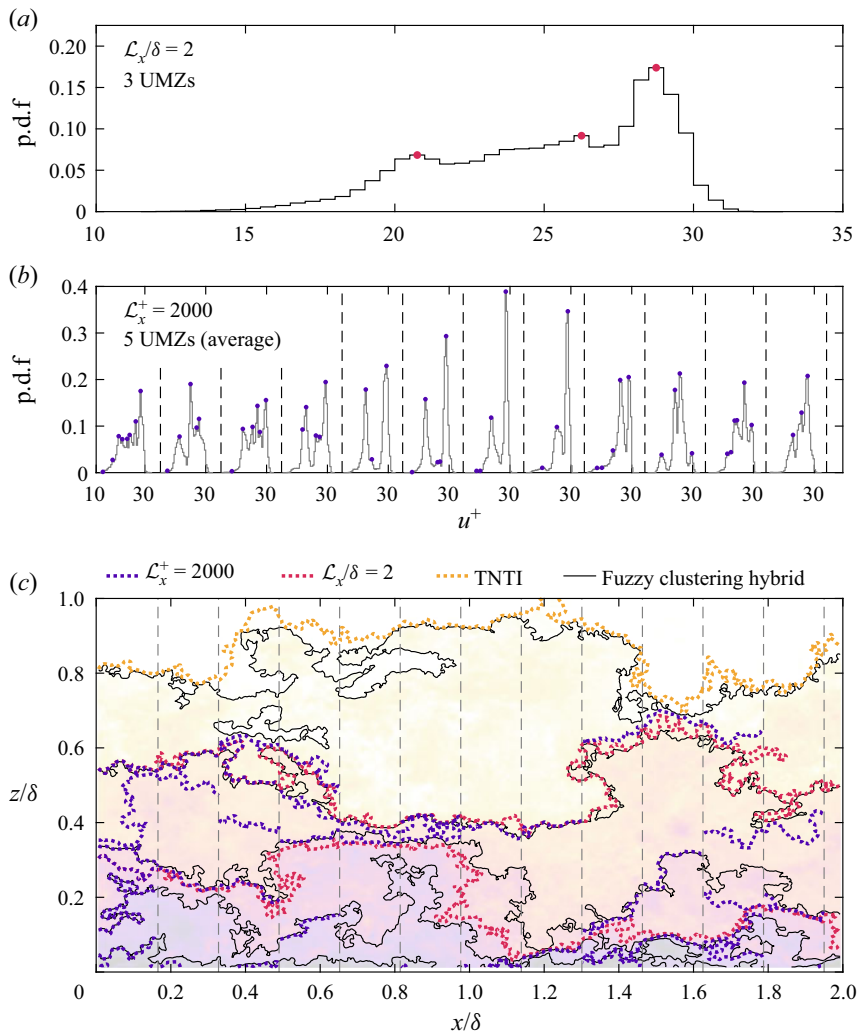 (a)
0.20
0.15
0.10
0.05
0
p.d.f
ℒx/δ = 2
3 UMZs
10 15 20 25 30 35
(b)
0.4
0.3
0.2
0.1
0
p.d.f
ℒx+ = 2000
5 UMZs (average)
10 30 30 30 30 30 30 30 30 30 30 30 30
u+
(c)
ℒx+ = 2000 ℒx/δ = 2 TNTI Fuzzy clustering hybrid
1.0
0.8
0.6
z/δ
0.4
0.2
0 0.2 0.4 0.6 0.8 1.0 1.2 1.4 1.6 1.8 2.0
x/δ